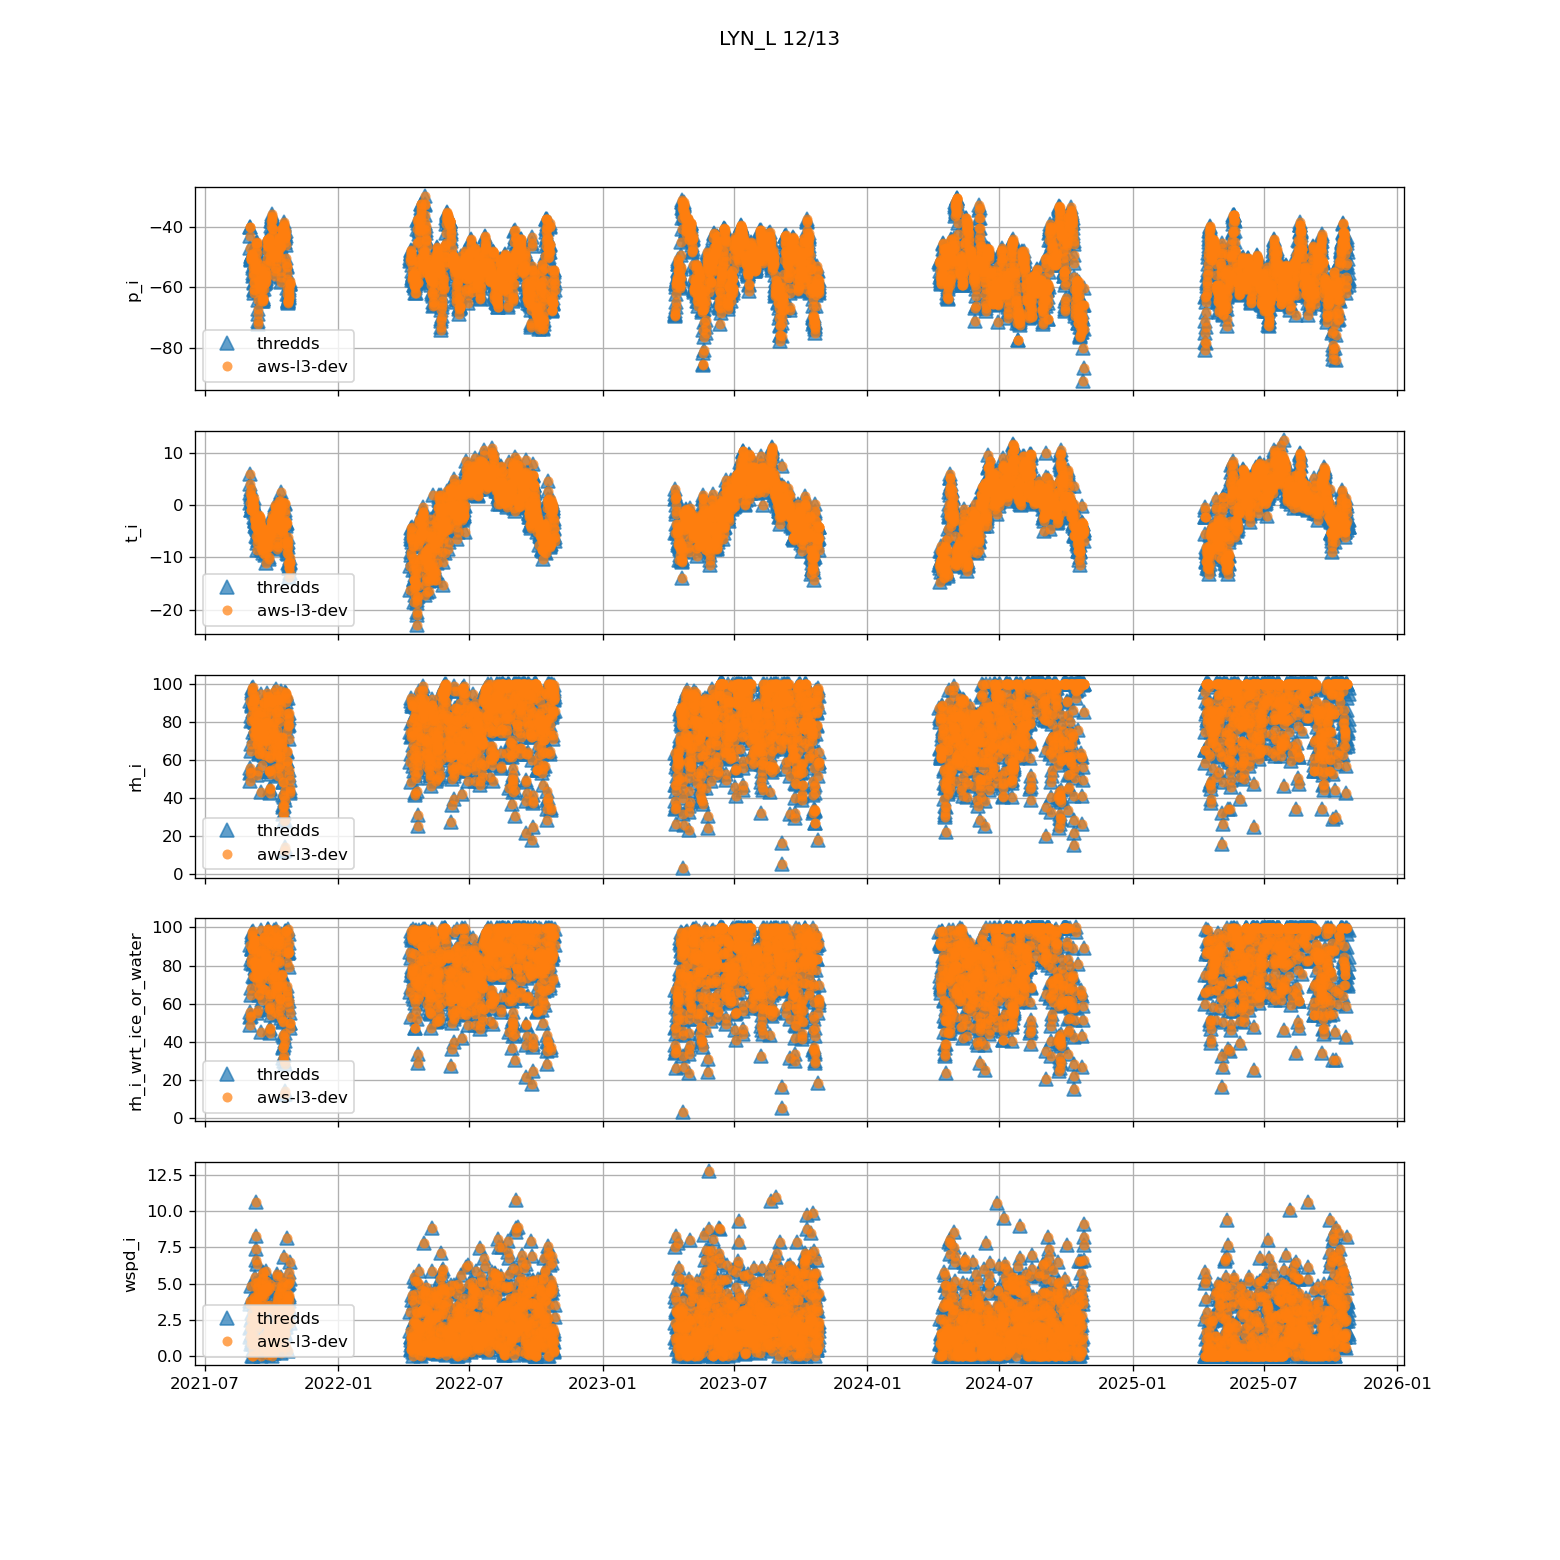 LYN_L 12/13
p_i
−40
−60
−80
thredds
aws-l3-dev
t_i
10
0
−10
−20
thredds
aws-l3-dev
rh_i
100
80
60
40
20
0
thredds
aws-l3-dev
rh_i_wrt_ice_or_water
100
80
60
40
20
0
thredds
aws-l3-dev
wspd_i
12.5
10.0
7.5
5.0
2.5
0.0
thredds
aws-l3-dev
2021-07 2022-01 2022-07 2023-01 2023-07 2024-01 2024-07 2025-01 2025-07 2026-01